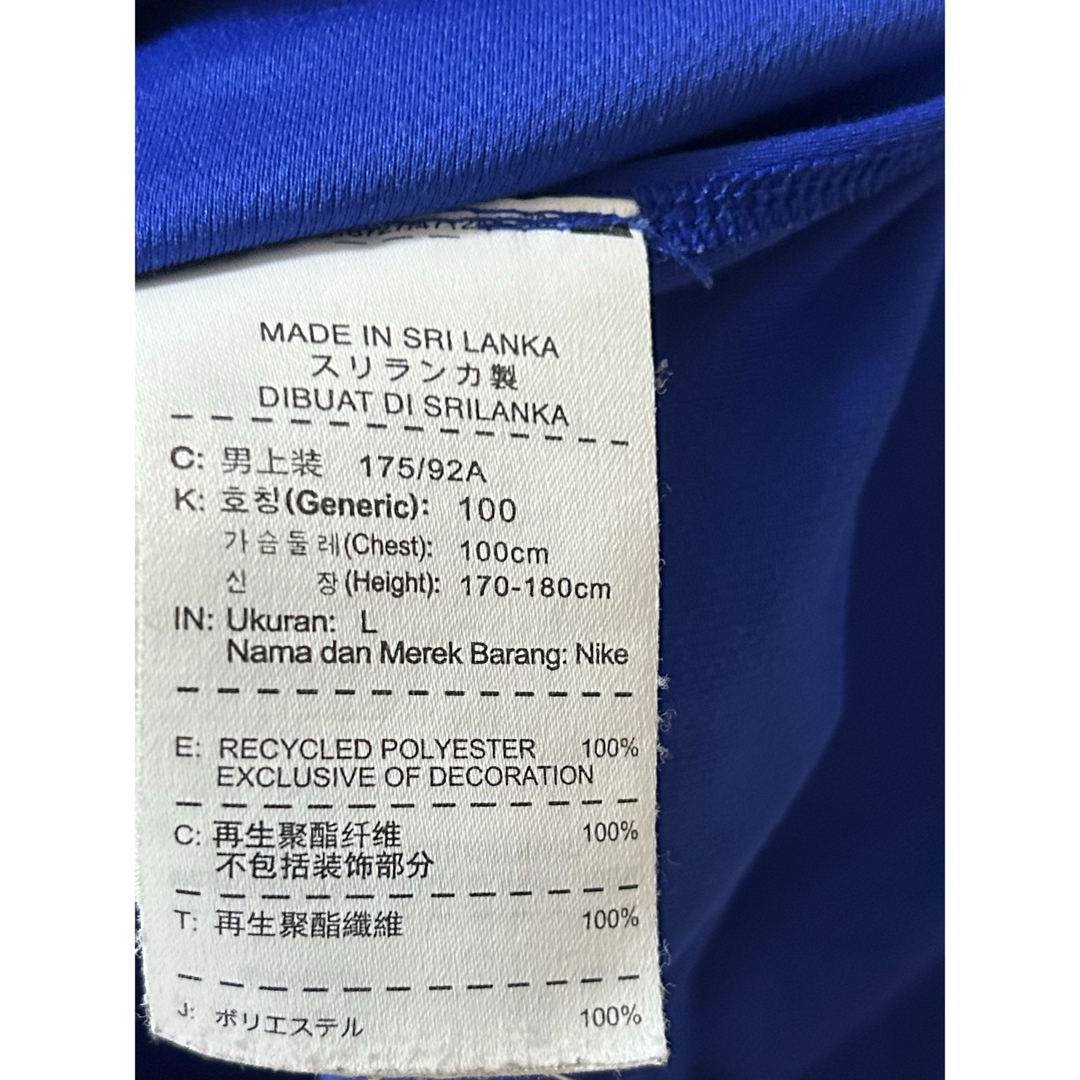 MADE IN SRI LANKA
スリランカ製
DIBUAT DI SRILANKA
C: 男上装 175/92A
K: 호칭(Generic): 100
가슴둘레(Chest): 100cm
신 장(Height): 170-180cm
IN: Ukuran: L
Nama dan Merek Barang: Nike
E: RECYCLED POLYESTER 100%
EXCLUSIVE OF DECORATION
C: 再生聚酯纤维 100%
不包括装饰部分
T: 再生聚酯纖維 100%
J: ポリエステル 100%